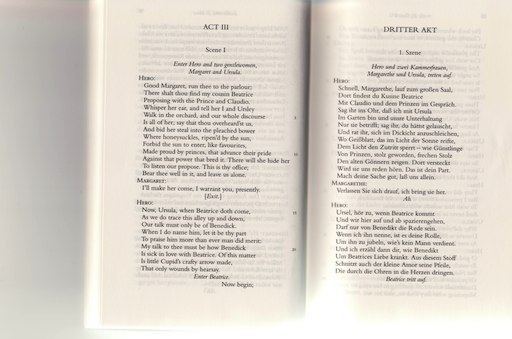 ACT III
Scene I
Enter Hero and two gentlewomen,
Margaret and Ursula.
HERO:
Good Margaret, run thee to the parlour;
There shalt thou find my cousin Beatrice
Proposing with the Prince and Claudio.
Whisper her ear, and tell her I and Ursley
Walk in the orchard, and our whole discourse
5
Is all of her; say that thou overheard'st us,
And bid her steal into the pleached bower
Where honeysuckles, ripen'd by the sun,
Forbid the sun to enter, like favourites,
Made proud by princes, that advance their pride
10
Against that power that bred it. There will she hide her
To listen our propose. This is thy office;
Bear thee well in it, and leave us alone.
MARGARET:
I'll make her come, I warrant you, presently.
[Exit.]
HERO:
Now, Ursula, when Beatrice doth come,
15
As we do trace this alley up and down,
Our talk must only be of Benedick.
When I do name him, let it be thy part
To praise him more than ever man did merit:
My talk to thee must be how Benedick
20
Is sick in love with Beatrice. Of this matter
Is little Cupid's crafty arrow made,
That only wounds by hearsay.
Enter Beatrice.
Now begin;
DRITTER AKT
1. Szene
Hero und zwei Kammerfrauen,
Margarethe und Ursula, treten auf.
HERO:
Schnell, Margarethe, lauf zum großen Saal,
Dort findest du Kusine Beatrice
Mit Claudio und dem Prinzen im Gespräch.
Sag ihr ins Ohr, daß ich mit Ursula
Im Garten bin und unsre Unterhaltung
Nur sie betrifft; sag ihr, du hättst gelauscht,
Und rat ihr, sich im Dickicht anzuschleichen,
Wo Geißblatt, das im Licht der Sonne reifte,
Dem Licht den Zutritt sperrt – wie Günstlinge
Von Prinzen, stolz geworden, frechen Stolz
Den alten Gönnern zeigen. Dort versteckt
Wird sie uns reden hören. Das ist dein Part.
Mach deine Sache gut, laß uns allein.
MARGARETHE:
Verlassen Sie sich drauf, ich bring sie her.
Ab
HERO:
Ursel, hör zu, wenn Beatrice kommt
Und wir hier auf und ab spazierengehen.
Darf nur von Benedikt die Rede sein.
Wenn ich ihn nenne, ist es deine Rolle,
Um ihn zu jubeln, wie's kein Mann verdient.
Und ich erzähl dann dir, wie Benedikt
Um Beatrices Liebe krankt. Aus diesem Stoff
Schnitzt auch der kleine Amor seine Pfeile,
Die durch die Ohren in die Herzen dringen.
Beatrice tritt auf.